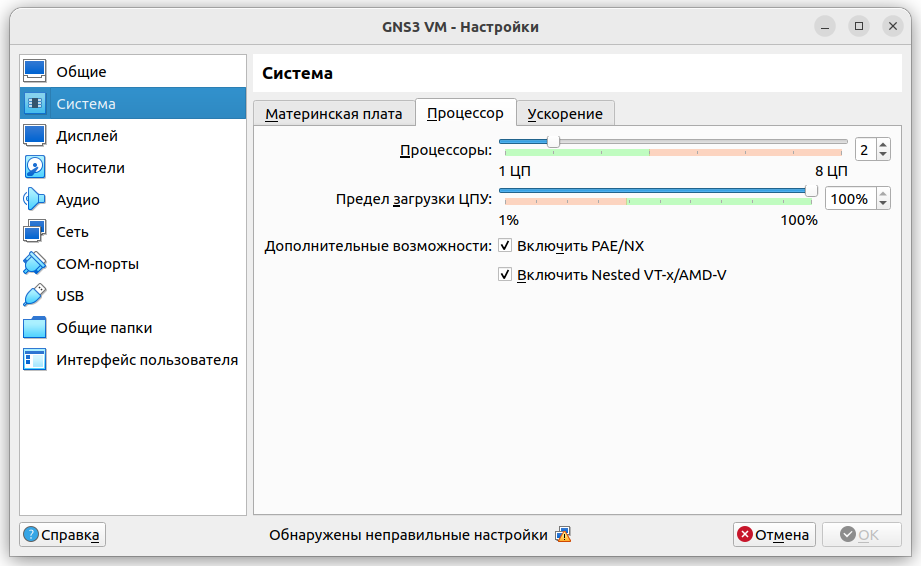 GNS3 VM - Настройки
Общие
Система
Дисплей
Носители
Аудио
Сеть
COM-порты
USB
Общие папки
Интерфейс пользователя
Система
Материнская плата Процессор Ускорение
Процессоры: 2
1 ЦП 8 ЦП
Предел загрузки ЦПУ: 100%
1% 100%
Дополнительные возможности: Включить PAE/NX
Включить Nested VT-x/AMD-V
Справка Обнаружены неправильные настройки Отмена OK